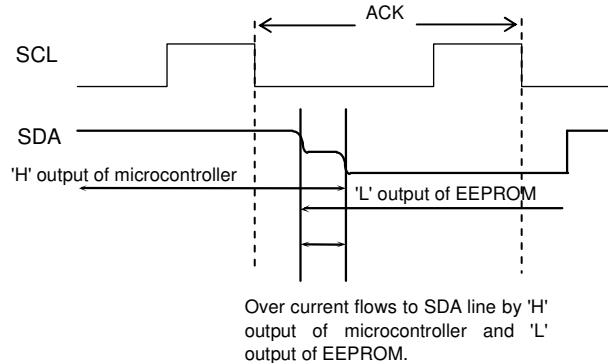 ACK
SCL
SDA
'H' output of microcontroller
'L' output of EEPROM
Over current flows to SDA line by 'H'
output of microcontroller and 'L'
output of EEPROM.